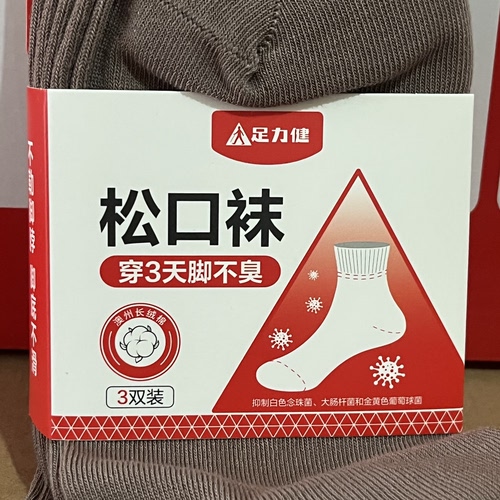 足力健
松口袜
穿3天脚不臭
澳州长绒棉
3双装
抑制白色念珠菌、大肠杆菌和金黄色葡萄球菌